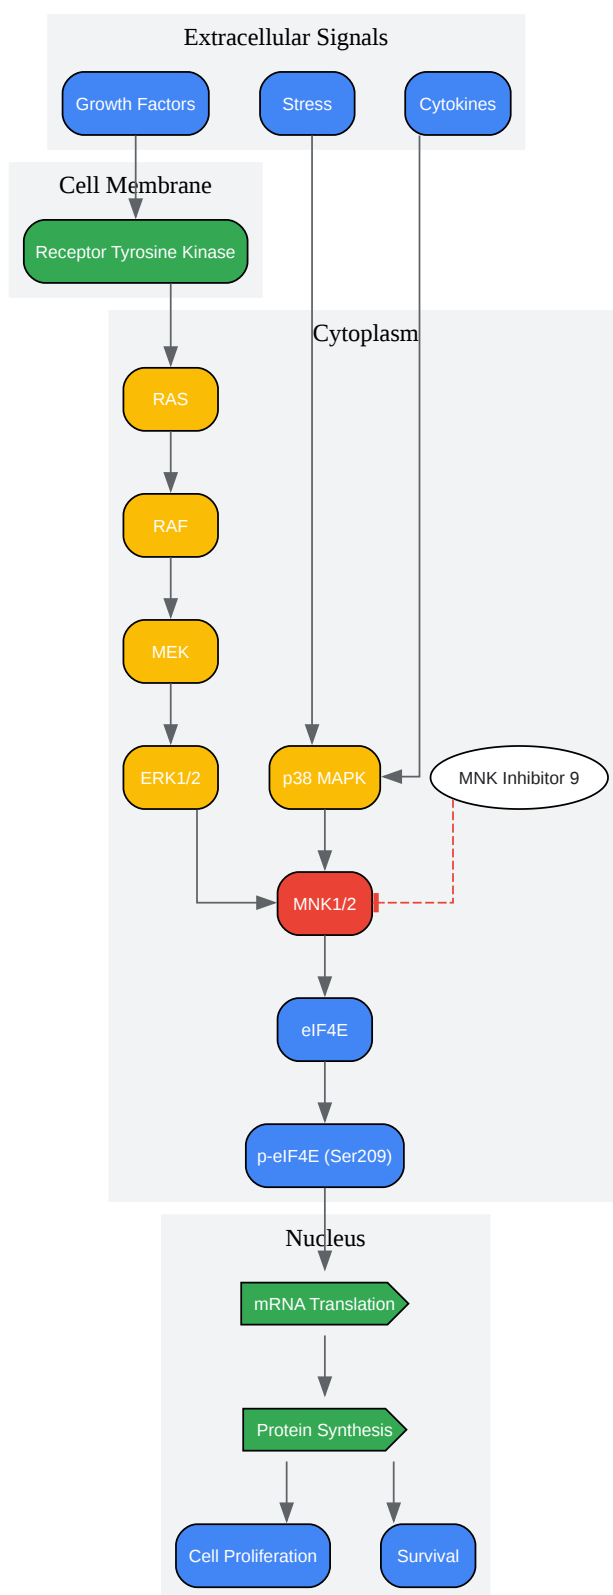 Extracellular Signals
Growth Factors
Stress
Cytokines
Cell Membrane
Receptor Tyrosine Kinase
Cytoplasm
RAS
RAF
MEK
ERK1/2
p38 MAPK
MNK Inhibitor 9
MNK1/2
eIF4E
p-eIF4E (Ser209)
Nucleus
mRNA Translation
Protein Synthesis
Cell Proliferation
Survival